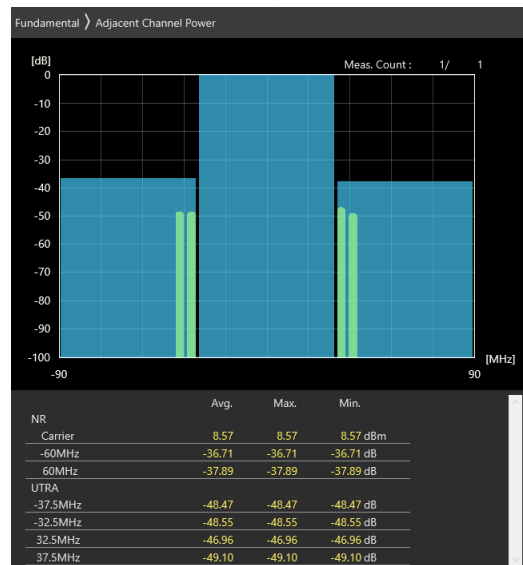 Fundamental ❭ Adjacent Channel Power
[dB]
Meas. Count : 1/ 1
0
-10
-20
-30
-40
-50
-60
-70
-80
-90
-100
[MHz]
-90 90
Avg. Max. Min.
NR
Carrier 8.57 8.57 8.57 dBm
-60MHz -36.71 -36.71 -36.71 dB
60MHz -37.89 -37.89 -37.89 dB
UTRA
-37.5MHz -48.47 -48.47 -48.47 dB
-32.5MHz -48.55 -48.55 -48.55 dB
32.5MHz -46.96 -46.96 -46.96 dB
37.5MHz -49.10 -49.10 -49.10 dB